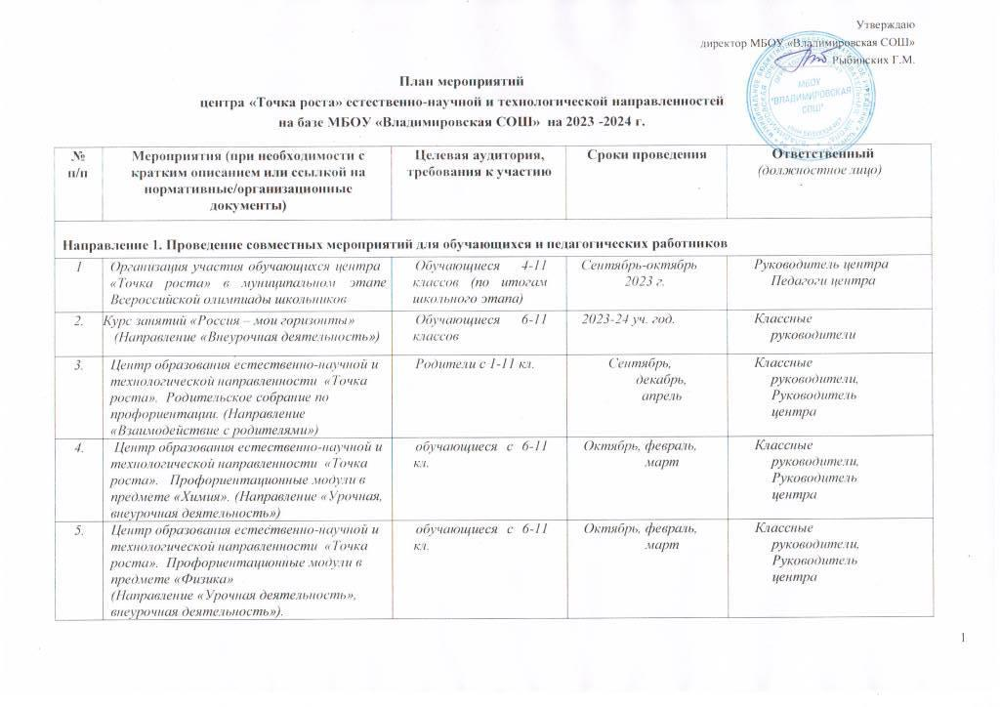 Утверждаю
директор МБОУ «Владимировская СОШ»
Рыбинских Г.М.
МБОУ
"ВЛАДИМИРОВСКАЯ
СОШ"
План мероприятий
центра «Точка роста» естественно-научной и технологической направленностей
на базе МБОУ «Владимировская СОШ» на 2023 -2024 г.
№
п/п
Мероприятия (при необходимости с
кратким описанием или ссылкой на
нормативные/организационные
документы)
Целевая аудитория,
требования к участию
Сроки проведения
Ответственный
(должностное лицо)
Направление 1. Проведение совместных мероприятий для обучающихся и педагогических работников
1
Организация участия обучающихся центра
«Точка роста» в муниципальном этапе
Всероссийской олимпиады школьников
Обучающиеся 4-11
классов (по итогам
школьного этапа)
Сентябрь-октябрь
2023 г.
Руководитель центра
Педагоги центра
2.
Курс занятий «Россия – мои горизонты»
(Направление «Внеурочная деятельность»)
Обучающиеся 6-11
классов
2023-24 уч. год.
Классные
руководители
3.
Центр образования естественно-научной и
технологической направленности «Точка
роста». Родительское собрание по
профориентации. (Направление
«Взаимодействие с родителями»)
Родители с 1-11 кл.
Сентябрь,
декабрь,
апрель
Классные
руководители,
Руководитель
центра
4.
Центр образования естественно-научной и
технологической направленности «Точка
роста». Профориентационные модули в
предмете «Химия». (Направление «Урочная,
внеурочная деятельность»)
обучающиеся с 6-11
кл.
Октябрь, февраль,
март
Классные
руководители,
Руководитель
центра
5.
Центр образования естественно-научной и
технологической направленности «Точка
роста». Профориентационные модули в
предмете «Физика»
(Направление «Урочная деятельность»,
внеурочная деятельность»).
обучающиеся с 6-11
кл.
Октябрь, февраль,
март
Классные
руководители,
Руководитель
центра
1